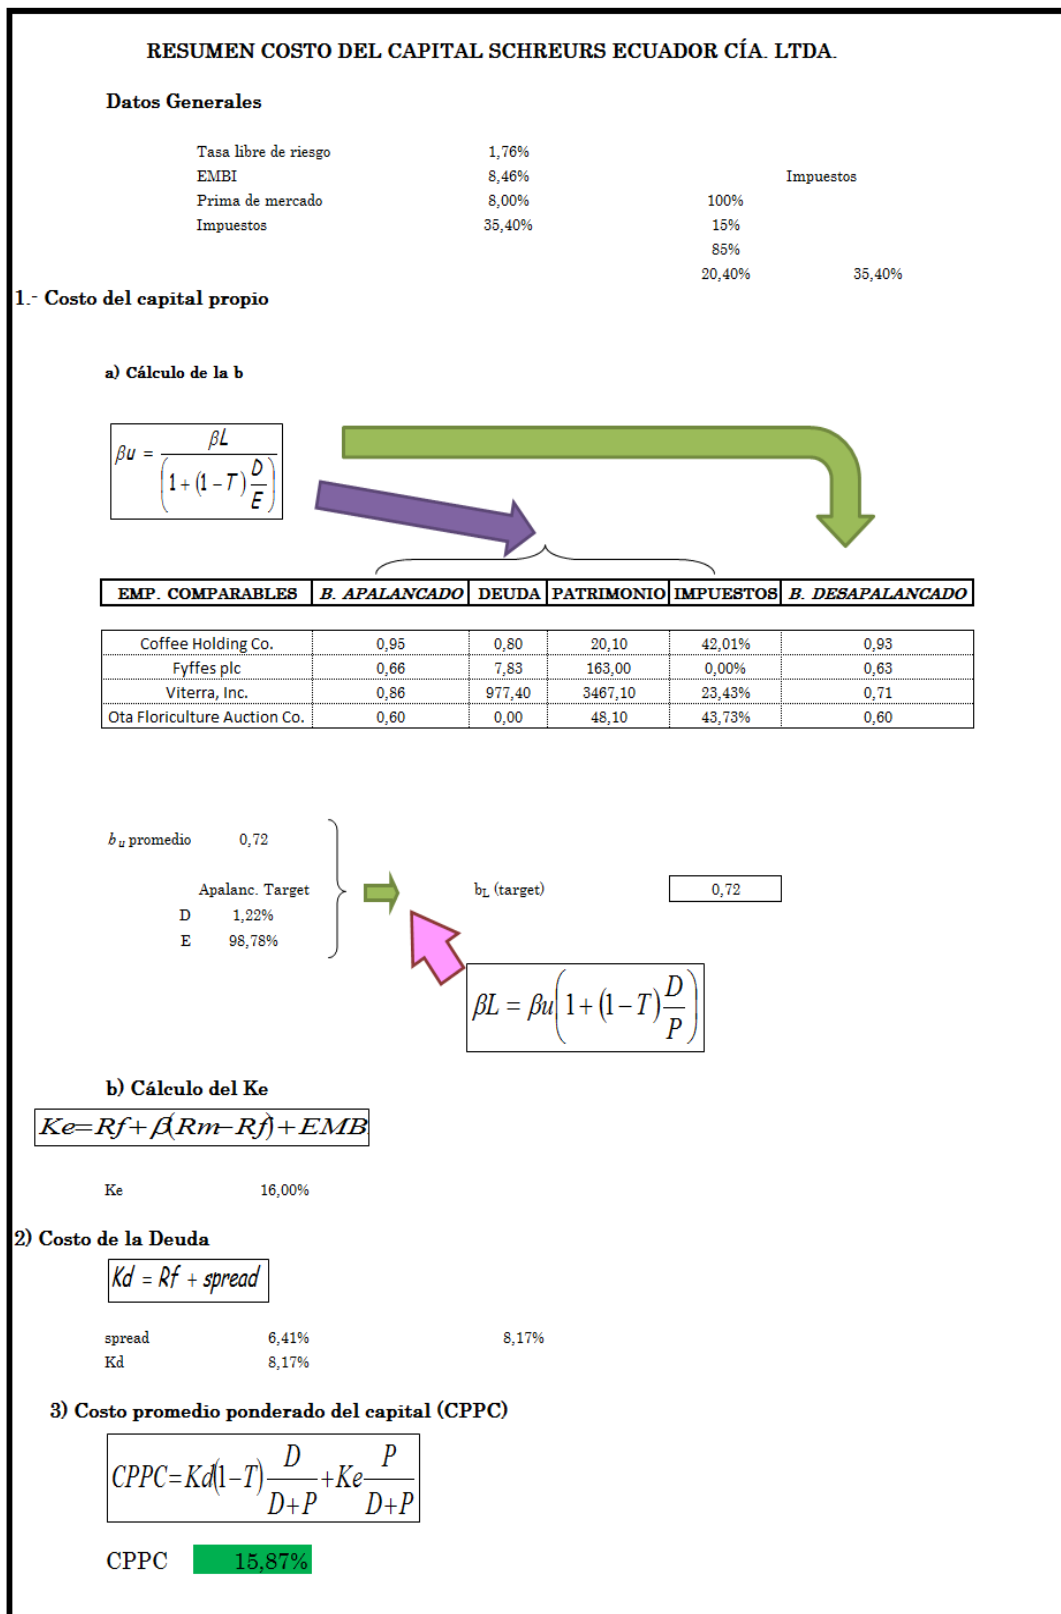 RESUMEN COSTO DEL CAPITAL SCHREURS ECUADOR CÍA. LTDA.
Datos Generales
Tasa libre de riesgo 1,76%
EMBI 8,46% Impuestos
Prima de mercado 8,00% 100%
Impuestos 35,40% 15%
85%
20,40% 35,40%
1.- Costo del capital propio
a) Cálculo de la b
βu = βL / (1 + (1 - T) D/E)
EMP. COMPARABLES B. APALANCADO DEUDA PATRIMONIO IMPUESTOS B. DESAPALANCADO
Coffee Holding Co. 0,95 0,80 20,10 42,01% 0,93
Fyffes plc 0,66 7,83 163,00 0,00% 0,63
Viterra, Inc. 0,86 977,40 3467,10 23,43% 0,71
Ota Floriculture Auction Co. 0,60 0,00 48,10 43,73% 0,60
b u promedio 0,72
Apalanc. Target bL (target) 0,72
D 1,22%
E 98,78%
βL = βu(1 + (1 - T) D/P)
b) Cálculo del Ke
Ke=Rf+β(Rm-Rf)+EMB
Ke 16,00%
2) Costo de la Deuda
Kd = Rf + spread
spread 6,41% 8,17%
Kd 8,17%
3) Costo promedio ponderado del capital (CPPC)
CPPC=Kd(1-T) D/D+P +Ke P/D+P
CPPC 15,87%